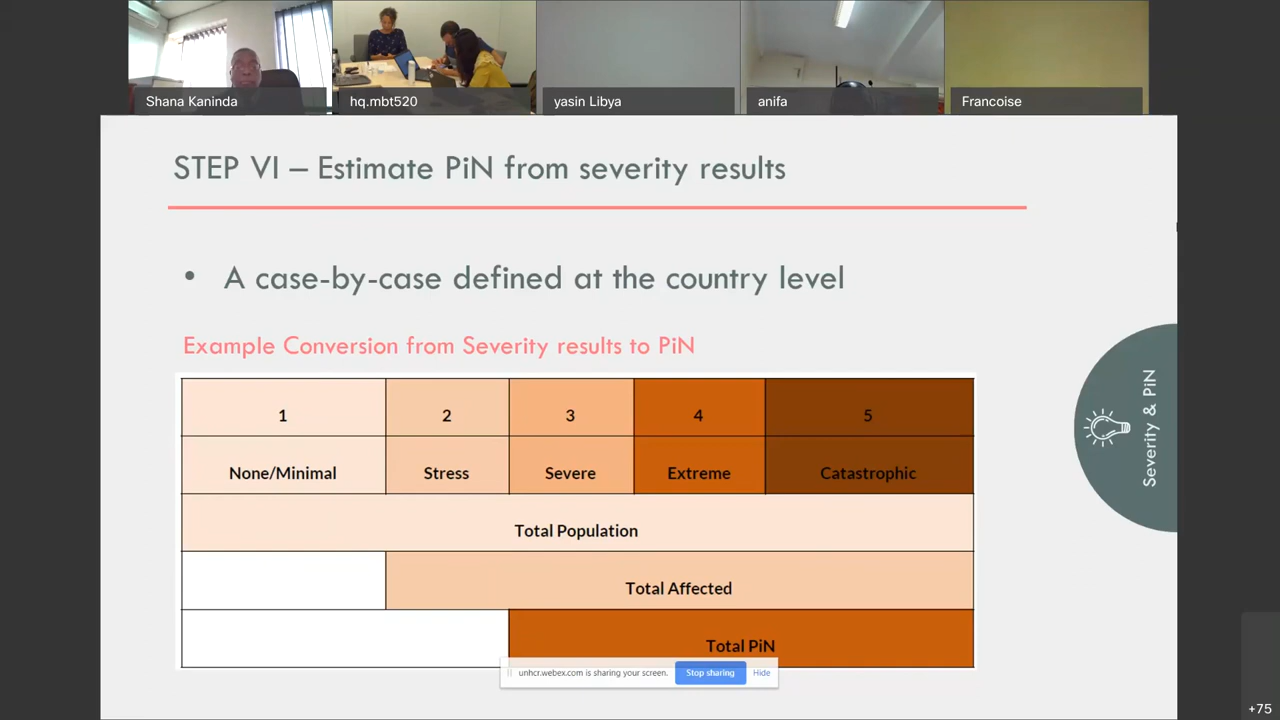 Shana Kaninda
hq.mbt520
yasin Libya
anifa
Francoise
STEP VI – Estimate PiN from severity results
• A case-by-case defined at the country level
Example Conversion from Severity results to PiN
1 2 3 4 5
None/Minimal Stress Severe Extreme Catastrophic
Total Population
Total Affected
Total PiN
Severity & PiN
unhcr.webex.com is sharing your screen. Stop sharing Hide
+75